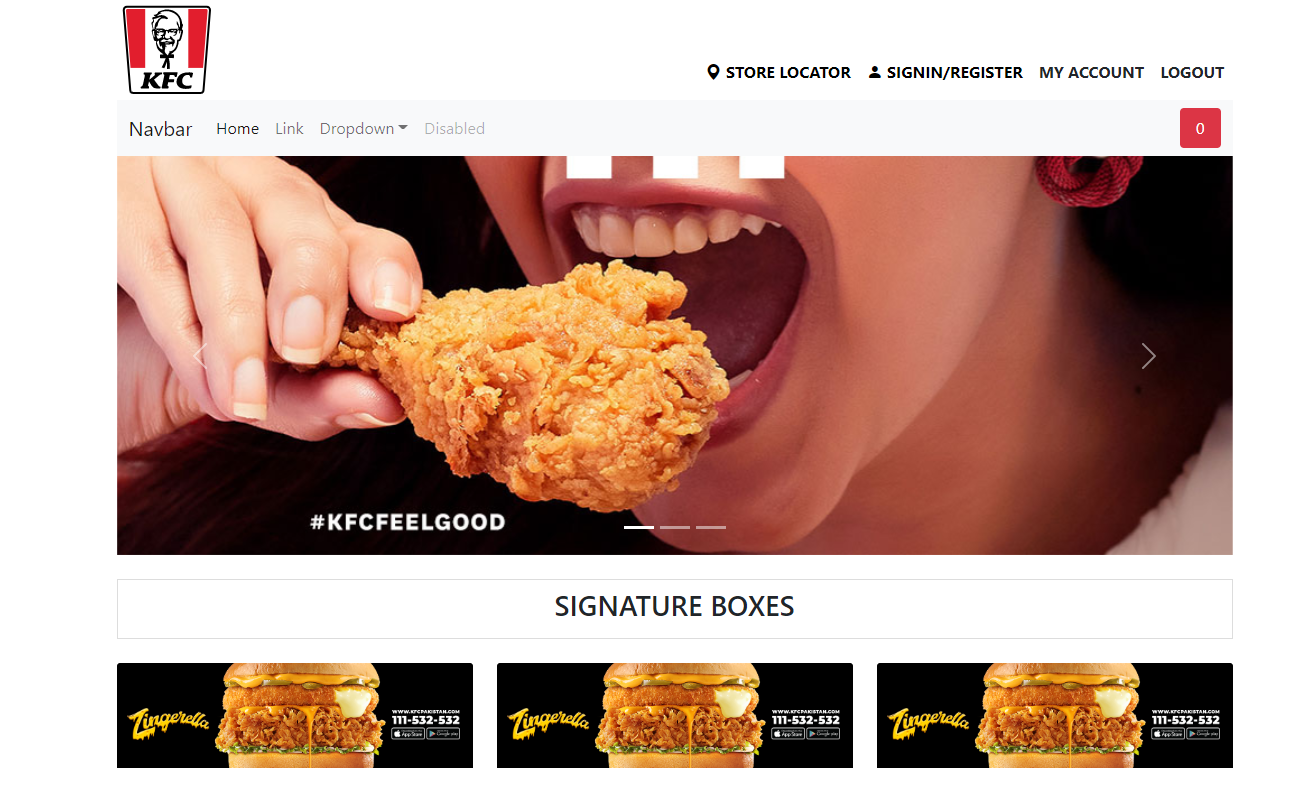 KFC
STORE LOCATOR SIGNIN/REGISTER MY ACCOUNT LOGOUT
Navbar Home Link Dropdown Disabled 0
#KFCFEELGOOD
SIGNATURE BOXES
Zingerella
WWW.KFCPAKISTAN.COM
111-532-532
App Store Google play
Zingerella
WWW.KFCPAKISTAN.COM
111-532-532
App Store Google play
Zingerella
WWW.KFCPAKISTAN.COM
111-532-532
App Store Google play